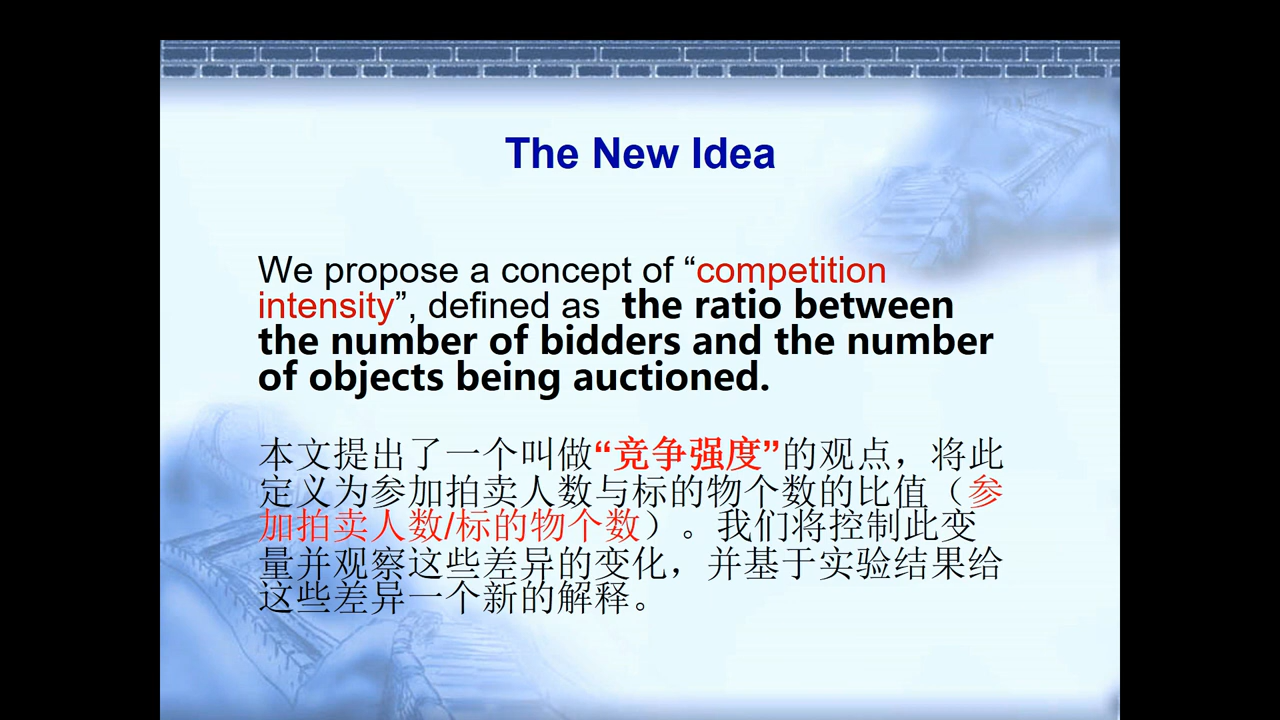 The New Idea
We propose a concept of “competition
intensity”, defined as the ratio between
the number of bidders and the number
of objects being auctioned.
本文提出了一个叫做“竞争强度”的观点，将此
定义为参加拍卖人数与标的物个数的比值（参
加拍卖人数/标的物个数）。我们将控制此变
量并观察这些差异的变化，并基于实验结果给
这些差异一个新的解释。